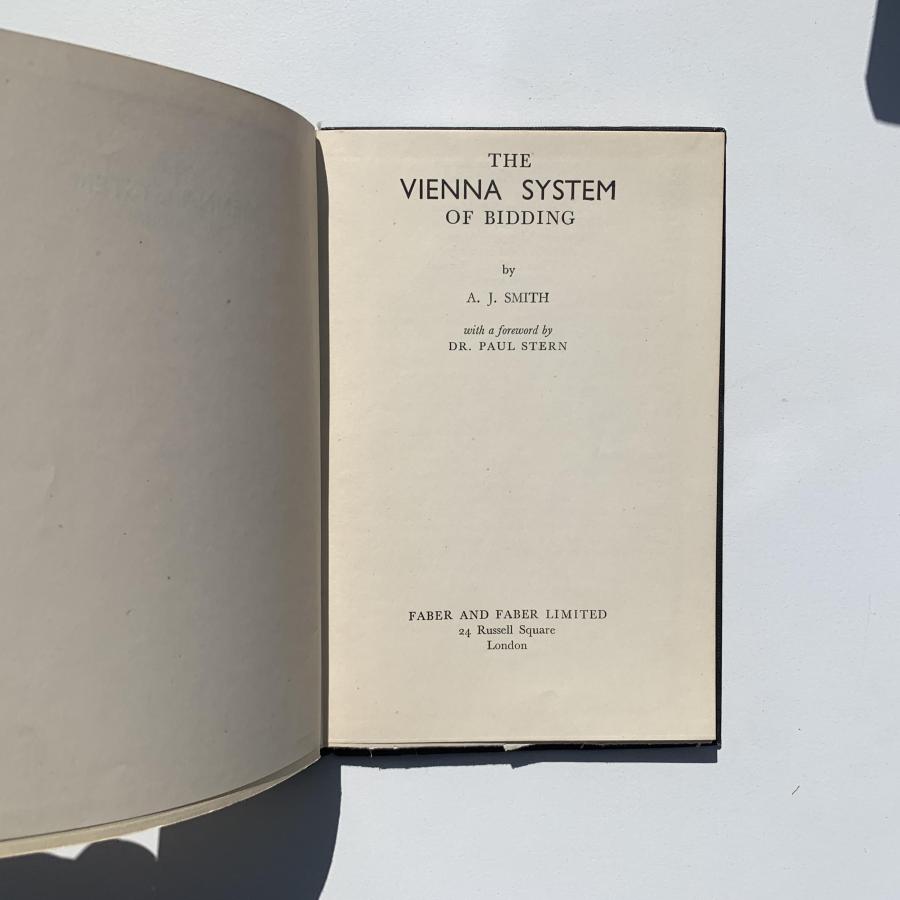 THE
VIENNA SYSTEM
OF BIDDING
by
A. J. SMITH
with a foreword by
DR. PAUL STERN
FABER AND FABER LIMITED
24 Russell Square
London